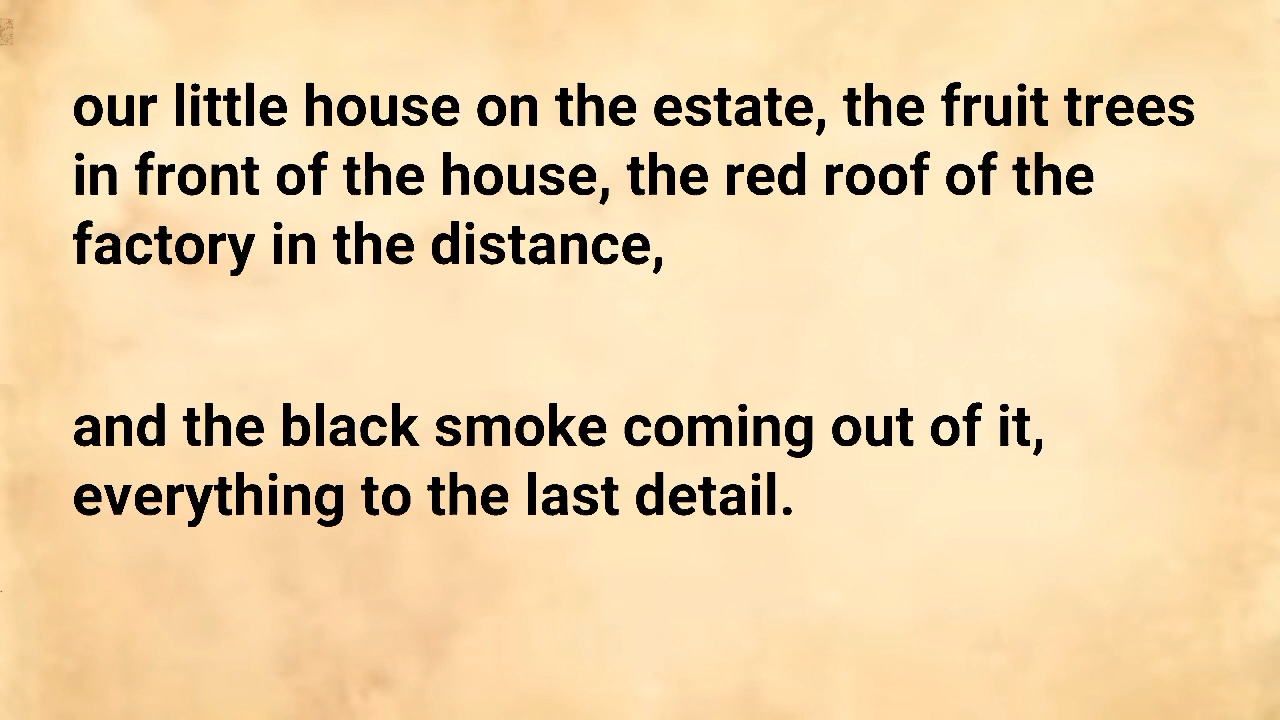 our little house on the estate, the fruit trees
in front of the house, the red roof of the
factory in the distance,
and the black smoke coming out of it,
everything to the last detail.